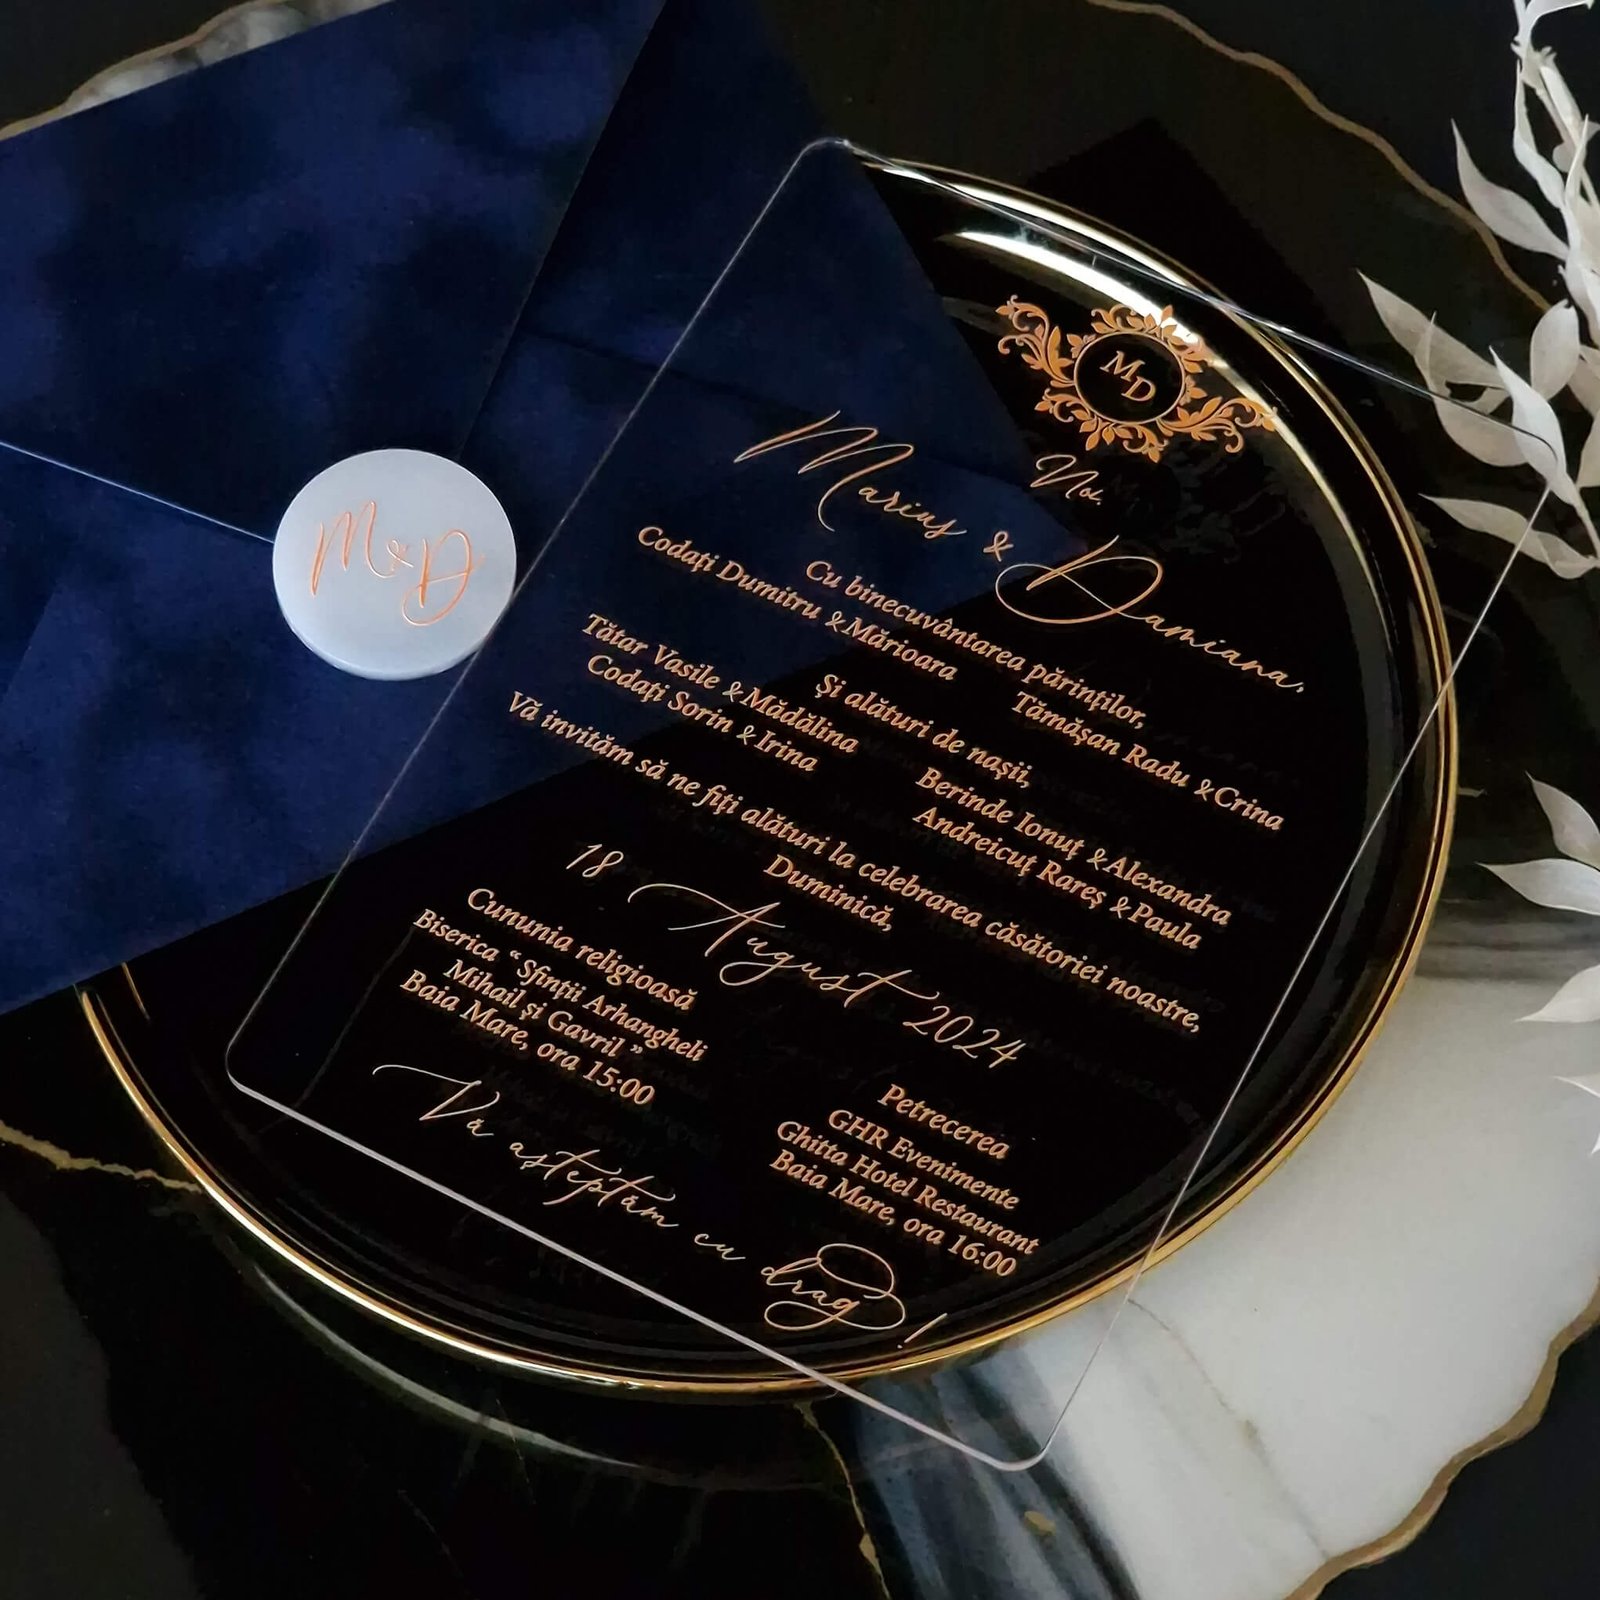 M&D
MD
Noi,
Marius & Damiana,
Cu binecuvântarea părinților,
Codați Dumitru & Mărioara Tămășan Radu & Crina
Și alături de nașii,
Tătar Vasile & Mădălina Berinde Ionuț & Alexandra
Codați Sorin & Irina Andreicuț Rareș & Paula
Vă invităm să ne fiți alături la celebrarea căsătoriei noastre,
Duminică,
18 August 2024
Cununia religioasă
Biserica “ Sfinții Arhangheli
Mihail și Gavril ”
Baia Mare, ora 15:00
Petrecerea
GHR Evenimente
Ghitta Hotel Restaurant
Baia Mare, ora 16:00
Vă așteptăm cu drag !